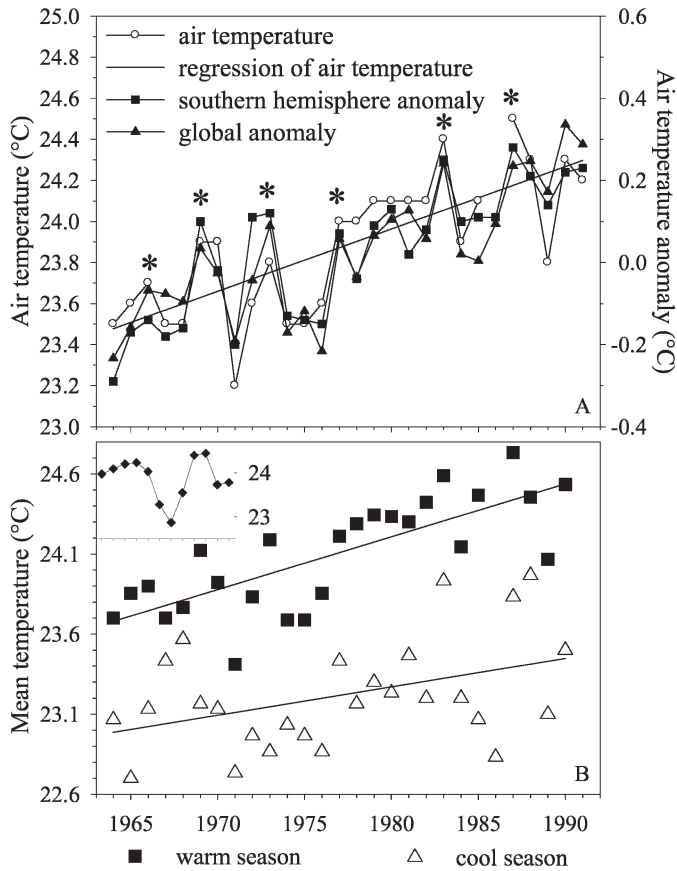 25.0
24.8
24.6
24.4
24.2
24.0
23.8
23.6
23.4
23.2
23.0
Air temperature (°C)
air temperature
regression of air temperature
southern hemisphere anomaly
global anomaly
* * * * * *
0.6
0.4
0.2
0.0
-0.2
-0.4
Air temperature anomaly (°C)
A
24.6
24.1
23.6
23.1
22.6
Mean temperature (°C)
24
23
B
1965 1970 1975 1980 1985 1990
warm season cool season